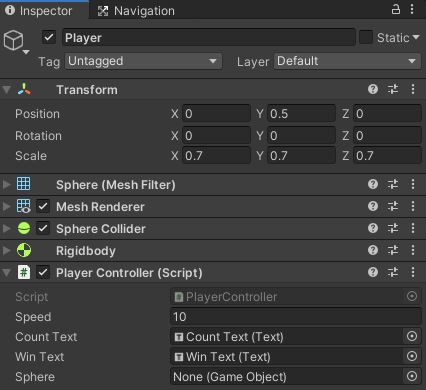 Inspector Navigation
Player Static
Tag Untagged Layer Default
Transform
Position X 0 Y 0.5 Z 0
Rotation X 0 Y 0 Z 0
Scale X 0.7 Y 0.7 Z 0.7
Sphere (Mesh Filter)
Mesh Renderer
Sphere Collider
Rigidbody
# Player Controller (Script)
Script # PlayerController
Speed 10
Count Text T Count Text (Text)
Win Text T Win Text (Text)
Sphere None (Game Object)